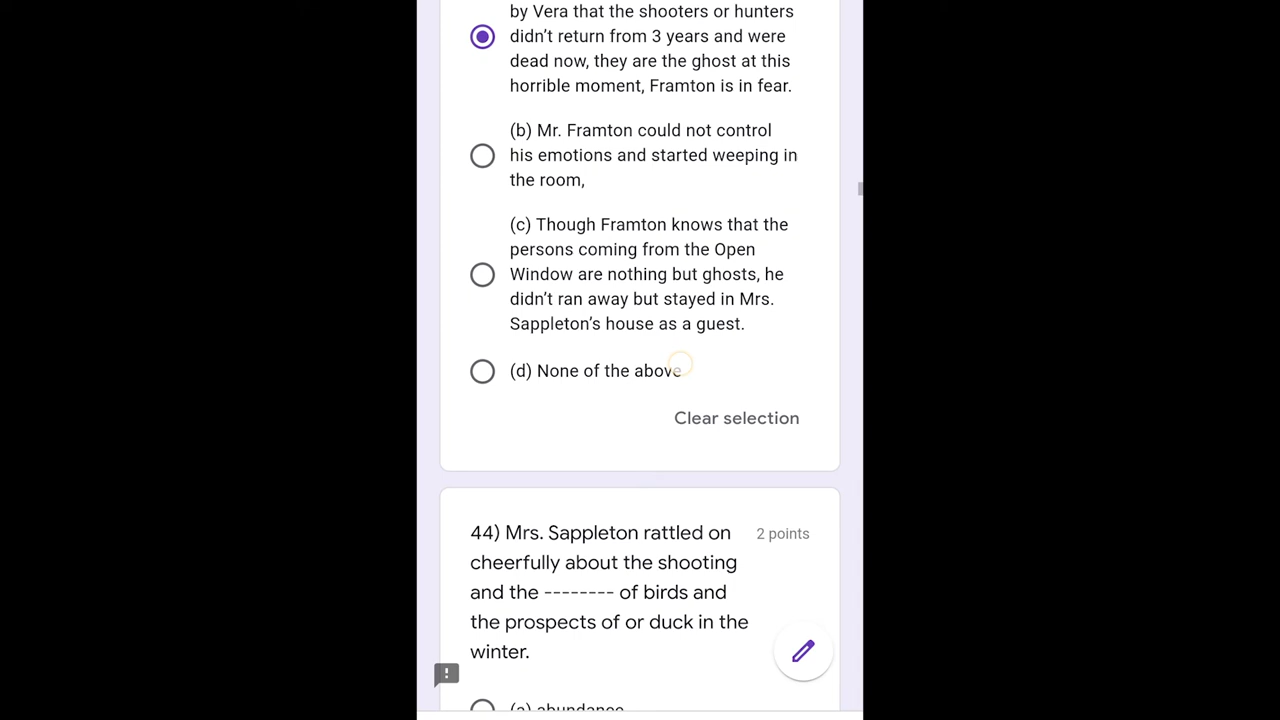 by Vera that the shooters or hunters
didn't return from 3 years and were
dead now, they are the ghost at this
horrible moment, Framton is in fear.
(b) Mr. Framton could not control
his emotions and started weeping in
the room,
(c) Though Framton knows that the
persons coming from the Open
Window are nothing but ghosts, he
didn't ran away but stayed in Mrs.
Sappleton's house as a guest.
(d) None of the above
Clear selection
44) Mrs. Sappleton rattled on 2 points
cheerfully about the shooting
and the -------- of birds and
the prospects of or duck in the
winter.
(a) abundance